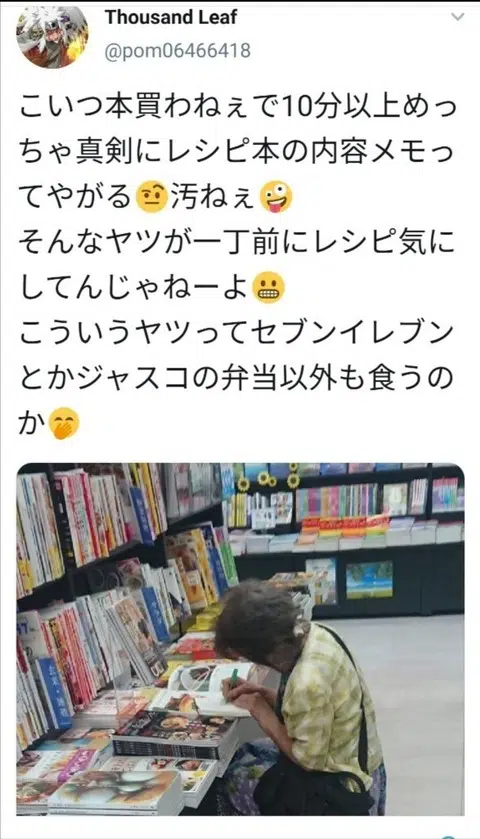 Thousand Leaf
@pom06466418
こいつ本買わねぇで10分以上めっ
ちゃ真剣にレシピ本の内容メモっ
てやがる🤨汚ねぇ🤪
そんなヤツが一丁前にレシピ気に
してんじゃねーよ😬
こういうヤツってセブンイレブン
とかジャスコの弁当以外も食うの
か🤭